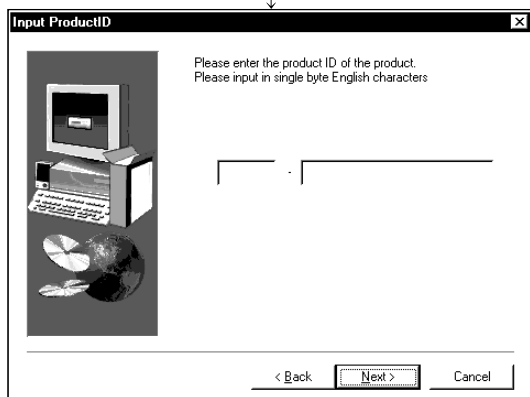 Input ProductID
Please enter the product ID of the product.
Please input in single byte English characters
-
< Back
Next >
Cancel